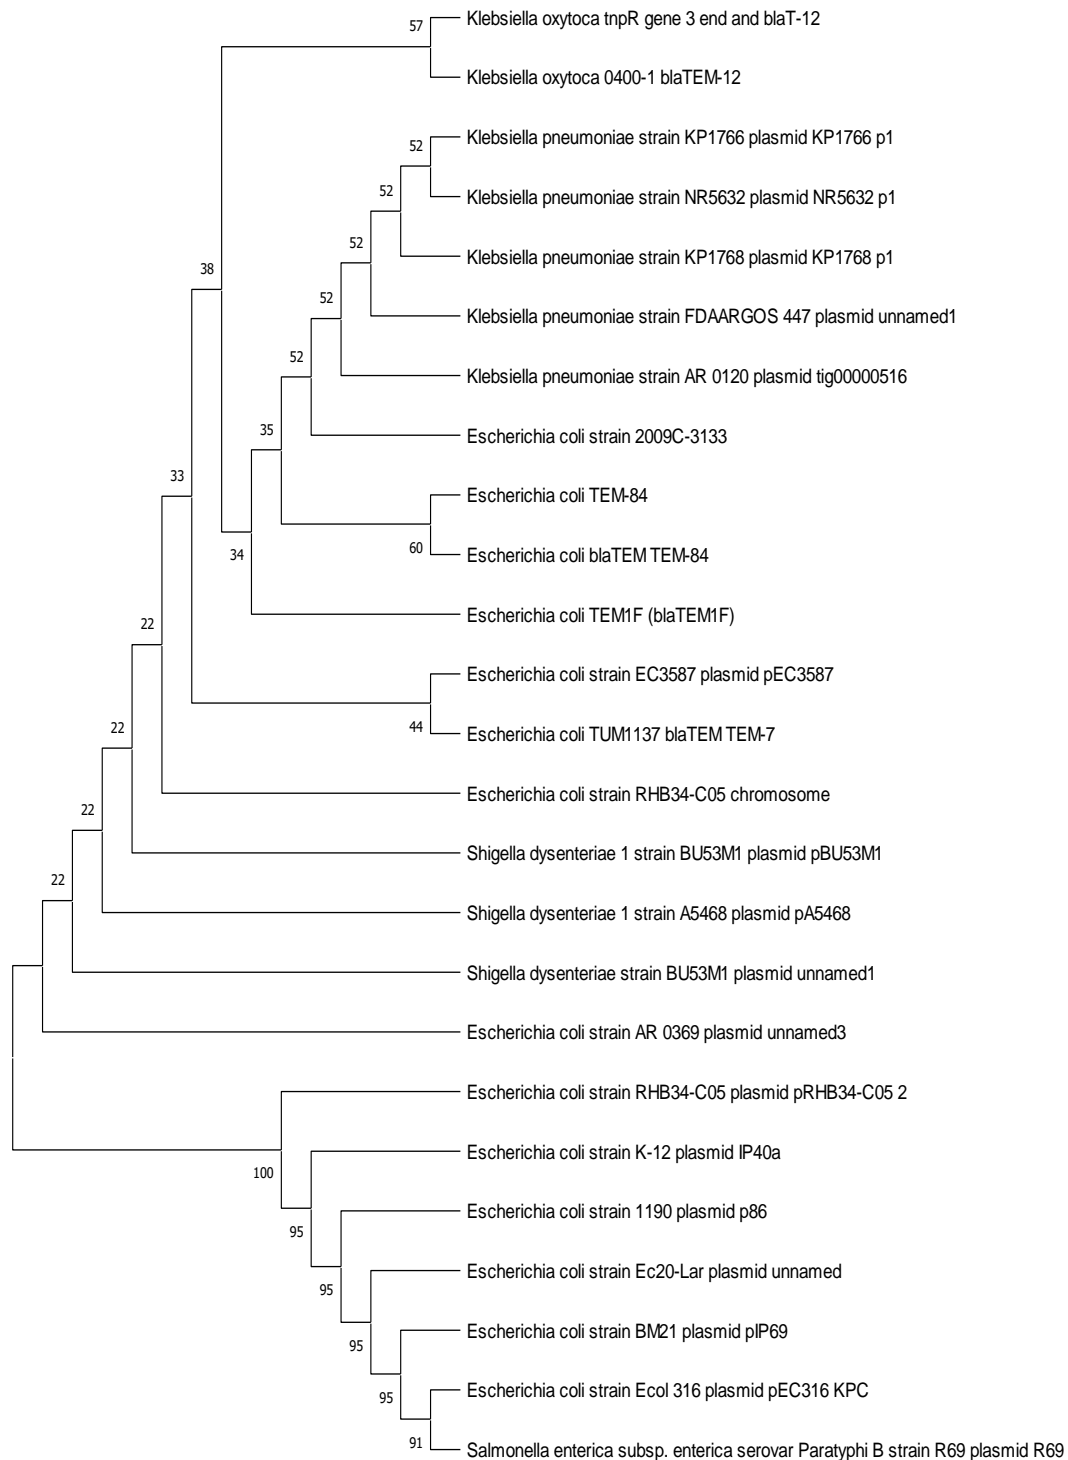 57
Klebsiella oxytoca tnpR gene 3 end and blaT-12
Klebsiella oxytoca 0400-1 blaTEM-12
Klebsiella pneumoniae strain KP1766 plasmid KP1766 p1
52
Klebsiella pneumoniae strain NR5632 plasmid NR5632 p1
52
Klebsiella pneumoniae strain KP1768 plasmid KP1768 p1
52
38
Klebsiella pneumoniae strain FDAARGOS 447 plasmid unnamed1
52
Klebsiella pneumoniae strain AR 0120 plasmid tig00000516
52
Escherichia coli strain 2009C-3133
35
Escherichia coli TEM-84
33
Escherichia coli blaTEM TEM-84
60
34
Escherichia coli TEM1F (blaTEM1F)
22
Escherichia coli strain EC3587 plasmid pEC3587
44
Escherichia coli TUM1137 blaTEM TEM-7
22
Escherichia coli strain RHB34-C05 chromosome
22
Shigella dysenteriae 1 strain BU53M1 plasmid pBU53M1
22
Shigella dysenteriae 1 strain A5468 plasmid pA5468
Shigella dysenteriae strain BU53M1 plasmid unnamed1
Escherichia coli strain AR 0369 plasmid unnamed3
Escherichia coli strain RHB34-C05 plasmid pRHB34-C05 2
Escherichia coli strain K-12 plasmid IP40a
100
Escherichia coli strain 1190 plasmid p86
95
Escherichia coli strain Ec20-Lar plasmid unnamed
95
Escherichia coli strain BM21 plasmid pIP69
95
Escherichia coli strain Ecol 316 plasmid pEC316 KPC
95
91
Salmonella enterica subsp. enterica serovar Paratyphi B strain R69 plasmid R69